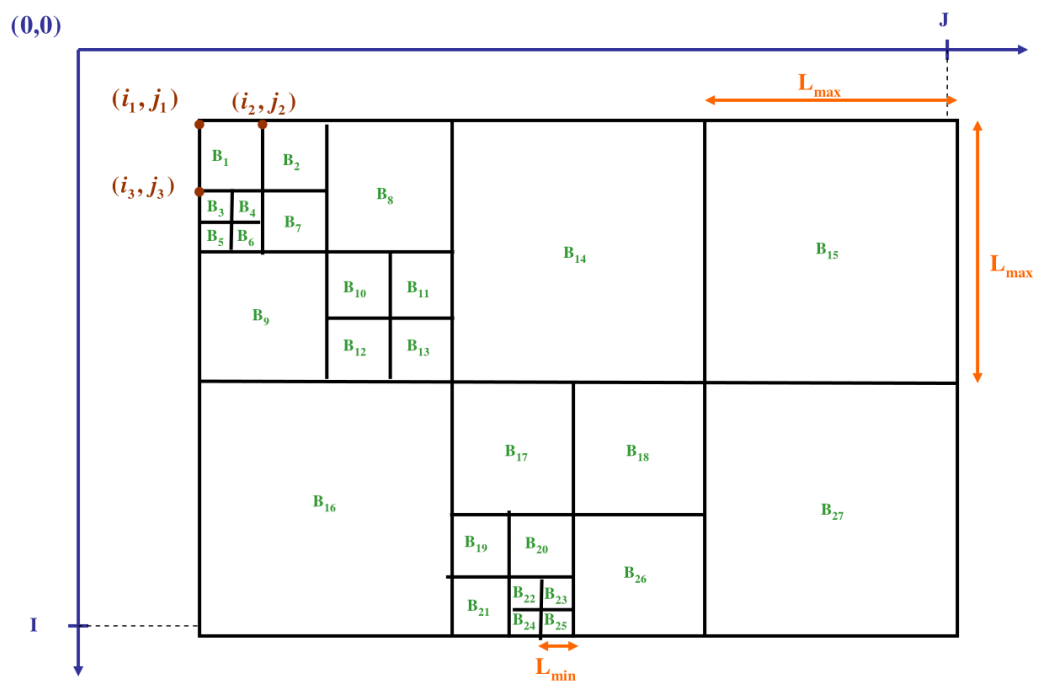 (0,0)
J
L_max
(i_1, j_1)
(i_2, j_2)
B_1
B_2
(i_3, j_3)
B_8
B_3
B_4
B_7
B_5
B_6
B_14
B_15
L_max
B_10
B_11
B_9
B_12
B_13
B_17
B_18
B_16
B_27
B_19
B_20
B_26
B_22
B_23
B_21
B_24
B_25
I
L_min